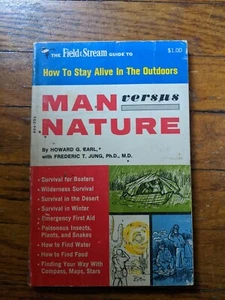 THE Field & Stream GUIDE TO
$1.00
How To Stay Alive In The Outdoors
MAN versus
NATURE
By HOWARD G. EARL,*
with FREDERIC T. JUNG, Ph.D., M.D.
• Survival for Boaters
• Wilderness Survival
• Survival in the Desert
• Survival in Winter
• Emergency First Aid
• Poisonous Insects,
Plants, and Snakes
• How to Find Water
• How to Find Food
• Finding Your Way With
Compass, Maps, Stars